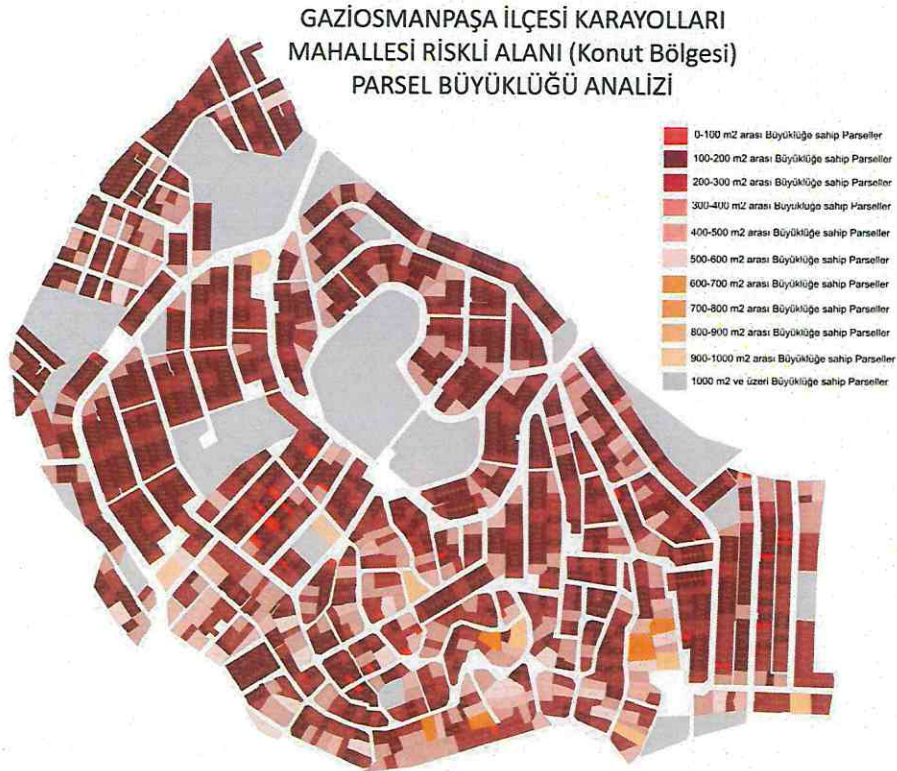 GAZİOSMANPAŞA İLÇESİ KARAYOLLARI
MAHALLESİ RİSKLİ ALANI (Konut Bölgesi)
PARSEL BÜYÜKLÜĞÜ ANALİZİ
0-100 m2 arası Büyüklüğe sahip Parseller
100-200 m2 arası Büyüklüğe sahip Parseller
200-300 m2 arası Büyüklüğe sahip Parseller
300-400 m2 arası Büyüklüğe sahip Parseller
400-500 m2 arası Büyüklüğe sahip Parseller
500-600 m2 arası Büyüklüğe sahip Parseller
600-700 m2 arası Büyüklüğe sahip Parseller
700-800 m2 arası Büyüklüğe sahip Parseller
800-900 m2 arası Büyüklüğe sahip Parseller
900-1000 m2 arası Büyüklüğe sahip Parseller
1000 m2 ve üzeri Büyüklüğe sahip Parseller